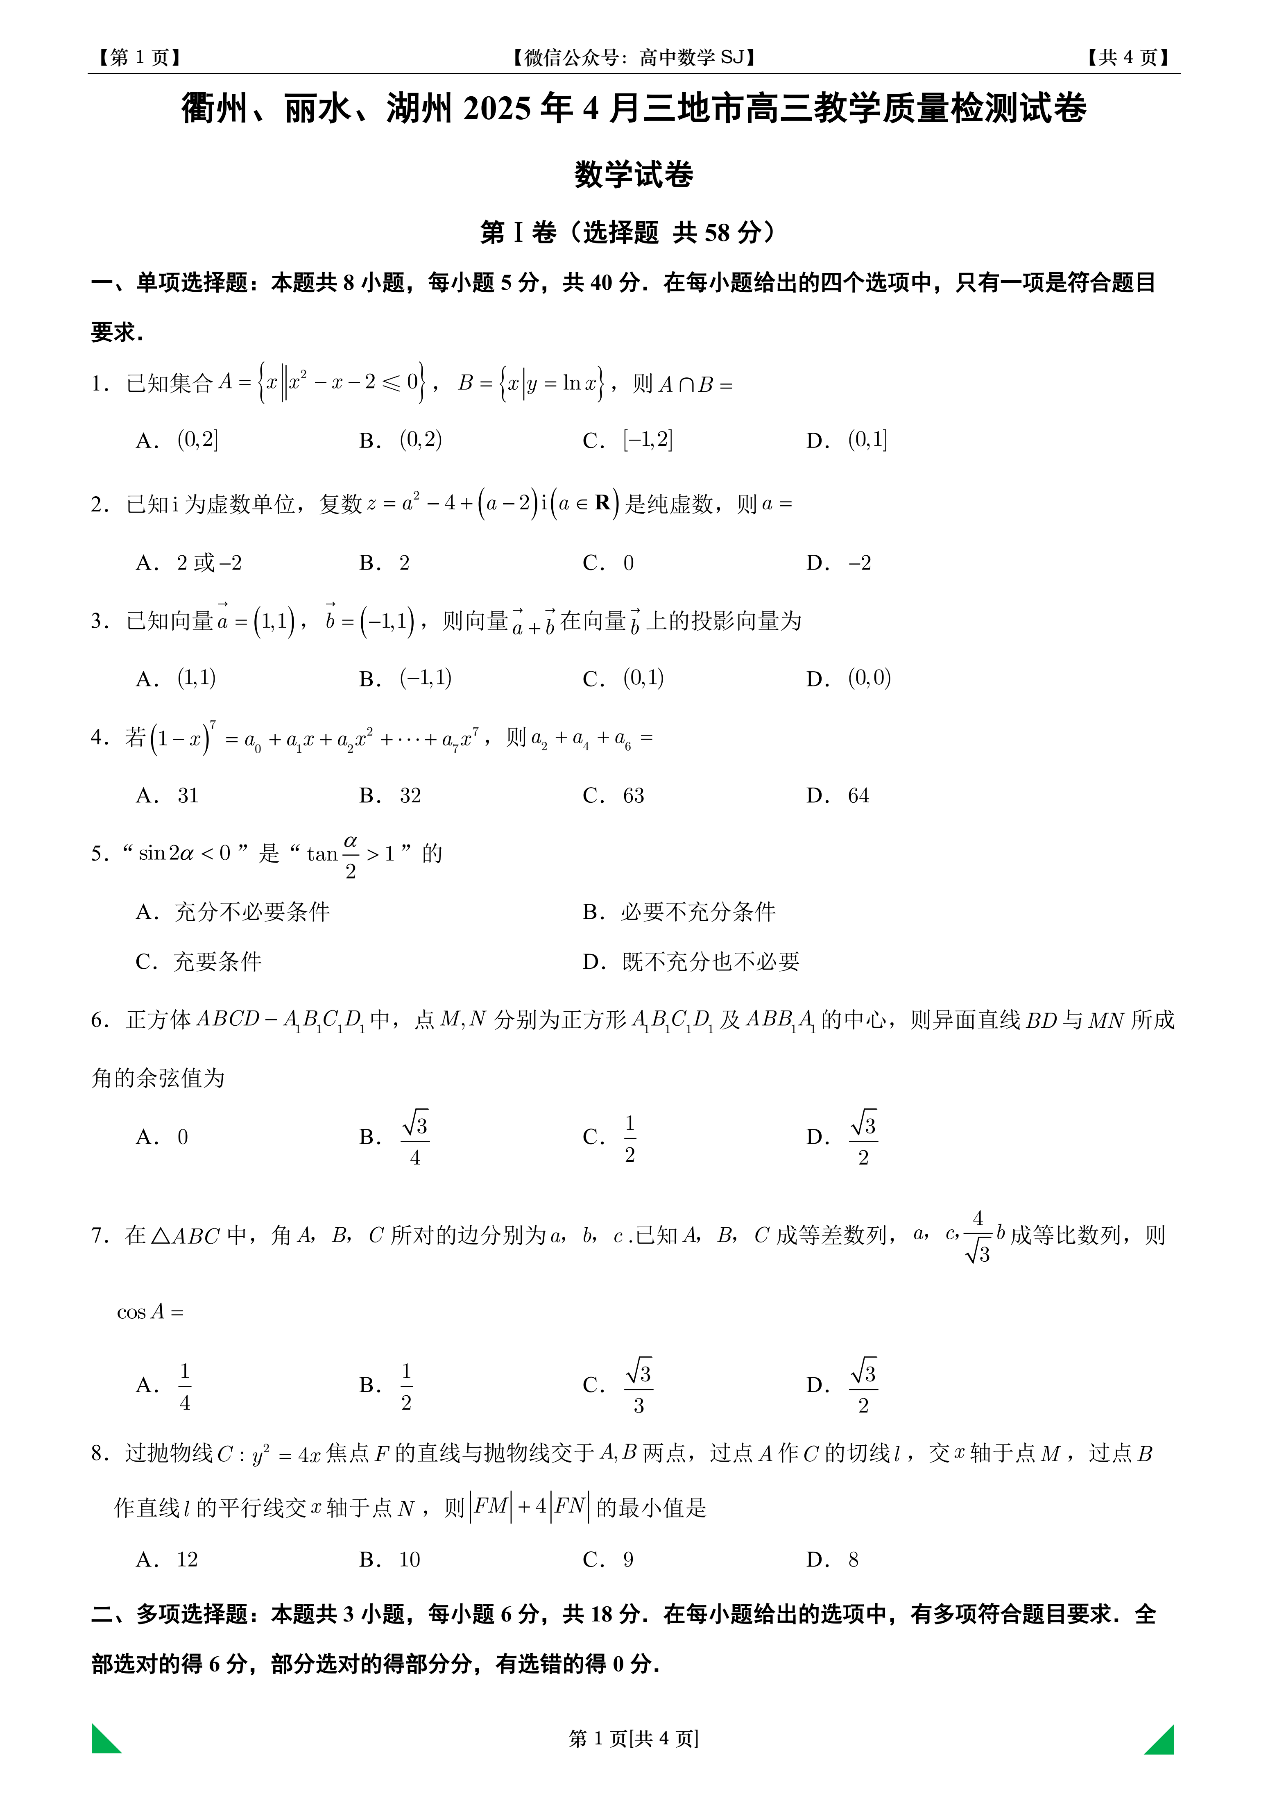 【第 1 页】 【微信公众号：高中数学 SJ】 【共 4 页】
衢州、丽水、湖州 2025 年 4 月三地市高三教学质量检测试卷
数学试卷
第Ⅰ卷（选择题 共 58 分）
一、单项选择题：本题共 8 小题，每小题 5 分，共 40 分．在每小题给出的四个选项中，只有一项是符合题目
要求．
1．已知集合 A = {x||x² − x − 2 ⩽ 0}，B = {x|y = ln x}，则 A ∩ B =
A．(0,2] B．(0,2) C．[−1,2] D．(0,1]
2．已知 i 为虚数单位，复数 z = a² − 4 + (a − 2)i(a ∈ R) 是纯虚数，则 a =
A．2 或 −2 B．2 C．0 D．−2
3．已知向量 a⃗ = (1,1)，b⃗ = (−1,1)，则向量 a⃗ + b⃗ 在向量 b⃗ 上的投影向量为
A．(1,1) B．(−1,1) C．(0,1) D．(0,0)
4．若 (1 − x)⁷ = a₀ + a₁x + a₂x² + ⋯ + a₇x⁷，则 a₂ + a₄ + a₆ =
A．31 B．32 C．63 D．64
5．“ sin 2α < 0 ”是“ tan α/2 > 1 ”的
A．充分不必要条件 B．必要不充分条件
C．充要条件 D．既不充分也不必要
6．正方体 ABCD − A₁B₁C₁D₁ 中，点 M, N 分别为正方形 A₁B₁C₁D₁ 及 ABB₁A₁ 的中心，则异面直线 BD 与 MN 所成
角的余弦值为
A．0 B．√3/4 C．1/2 D．√3/2
7．在 △ABC 中，角 A，B，C 所对的边分别为 a，b，c .已知 A，B，C 成等差数列，a，c，4/√3 b 成等比数列，则
cos A =
A．1/4 B．1/2 C．√3/3 D．√3/2
8．过抛物线 C : y² = 4x 焦点 F 的直线与抛物线交于 A, B 两点，过点 A 作 C 的切线 l，交 x 轴于点 M，过点 B
作直线 l 的平行线交 x 轴于点 N，则 |FM| + 4|FN| 的最小值是
A．12 B．10 C．9 D．8
二、多项选择题：本题共 3 小题，每小题 6 分，共 18 分．在每小题给出的选项中，有多项符合题目要求．全
部选对的得 6 分，部分选对的得部分分，有选错的得 0 分．
第 1 页[共 4 页]